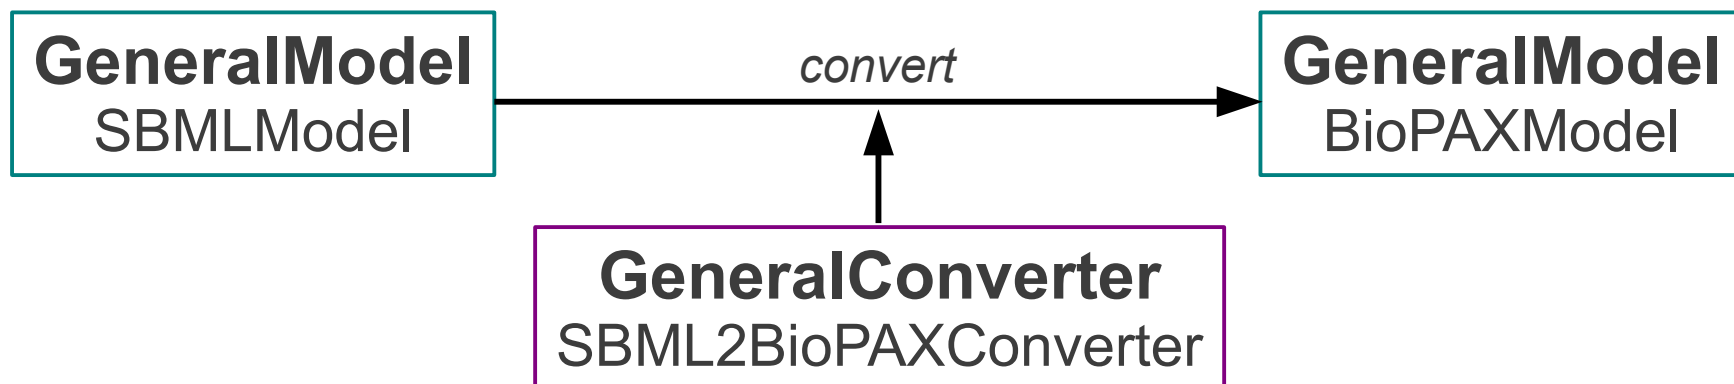 GeneralModel
SBMLModel
convert
GeneralModel
BioPAXModel
GeneralConverter
SBML2BioPAXConverter